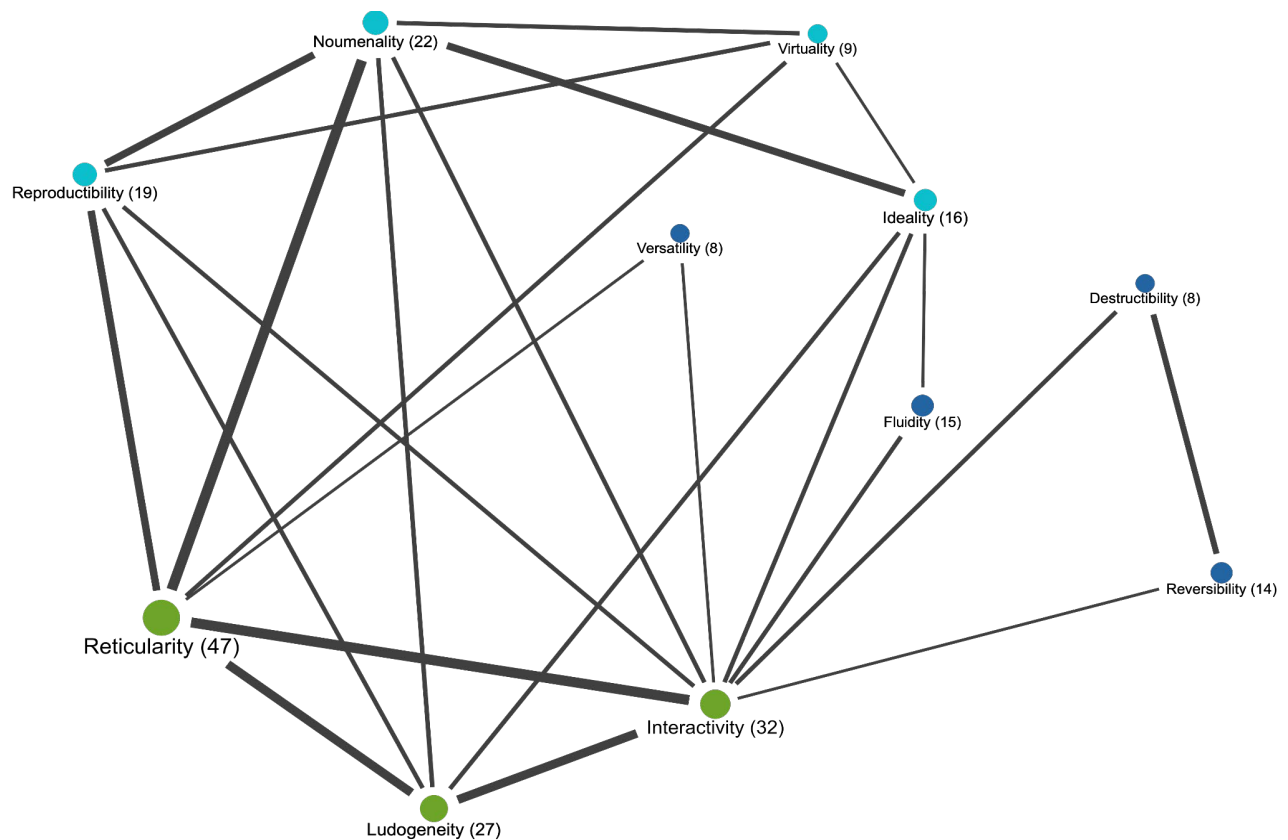 Noumenality (22)
Virtuality (9)
Reproductibility (19)
Ideality (16)
Versatility (8)
Destructibility (8)
Fluidity (15)
Reversibility (14)
Reticularity (47)
Interactivity (32)
Ludogeneity (27)